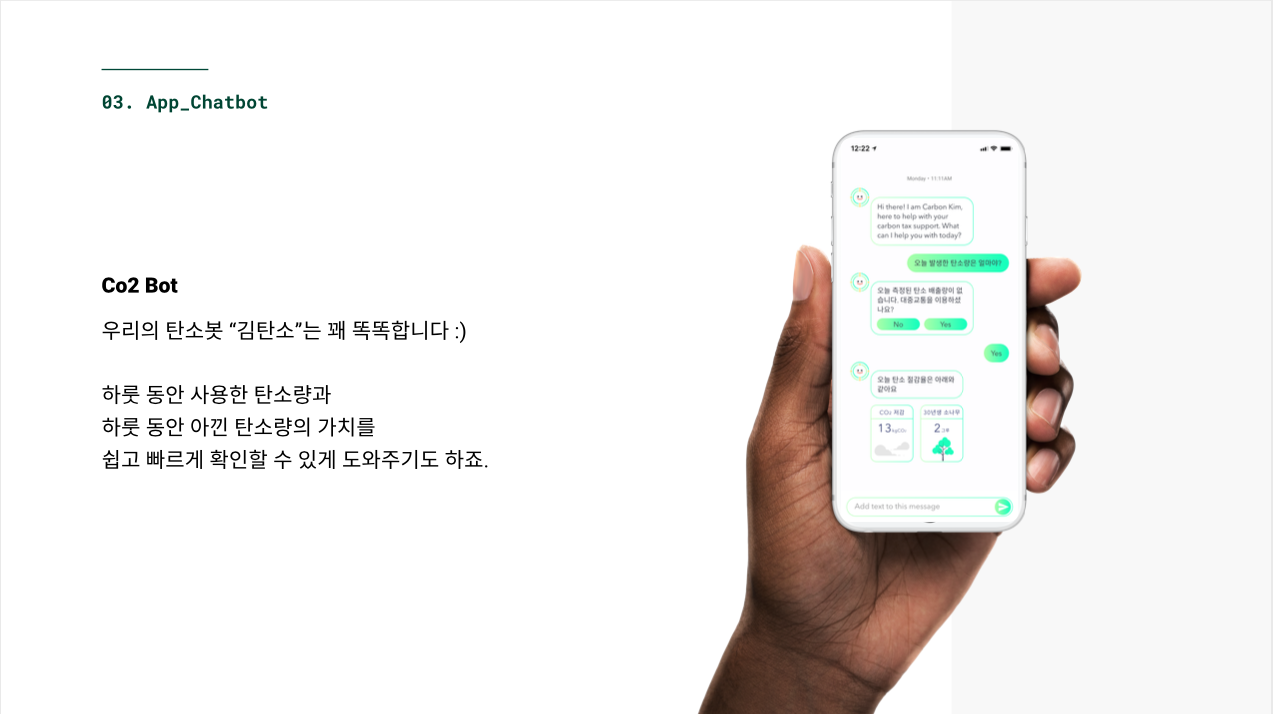 03. App_Chatbot
Co2 Bot
우리의 탄소봇 “김탄소”는 꽤 똑똑합니다 :)
하룻 동안 사용한 탄소량과
하룻 동안 아낀 탄소량의 가치를
쉽고 빠르게 확인할 수 있게 도와주기도 하죠.
12:22
Monday • 11:11AM
Hi there! I am Carbon Kim,
here to help with your
carbon tax support. What
can I help you with today?
오늘 발생한 탄소량은 얼마야?
오늘 측정된 탄소 배출량이 없
습니다. 대중교통을 이용하셨
나요?
No Yes
Yes
오늘 탄소 절감율은 아래와
같아요
CO₂ 저감 30년생 소나무
13 kgCO₂ 2그루
Add text to this message